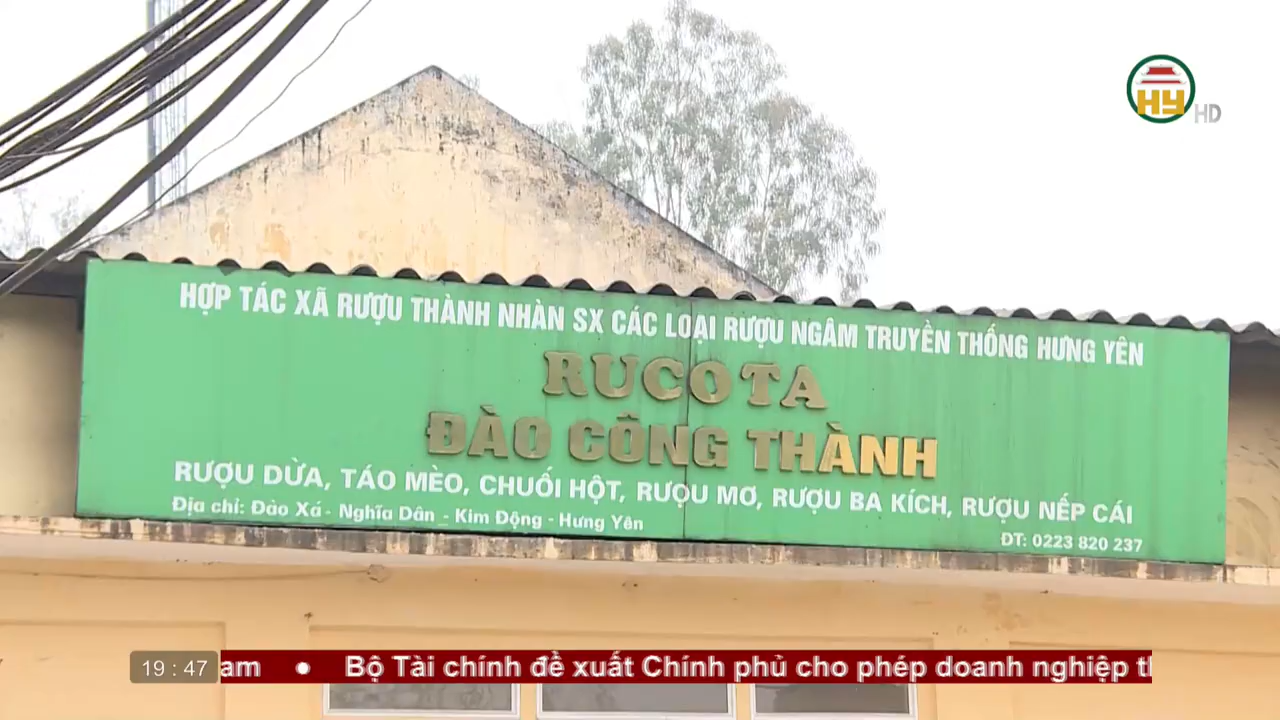 HY HD
HỢP TÁC XÃ RƯỢU THÀNH NHÀN SX CÁC LOẠI RƯỢU NGÂM TRUYỀN THỐNG HƯNG YÊN
RUCOTA
ĐÀO CÔNG THÀNH
RƯỢU DỪA, TÁO MÈO, CHUỐI HỘT, RƯỢU MƠ, RƯỢU BA KÍCH, RƯỢU NẾP CÁI
Địa chỉ: Đào Xá - Nghĩa Dân _ Kim Động - Hưng Yên
ĐT: 0223 820 237
19 : 47 am • Bộ Tài chính đề xuất Chính phủ cho phép doanh nghiệp